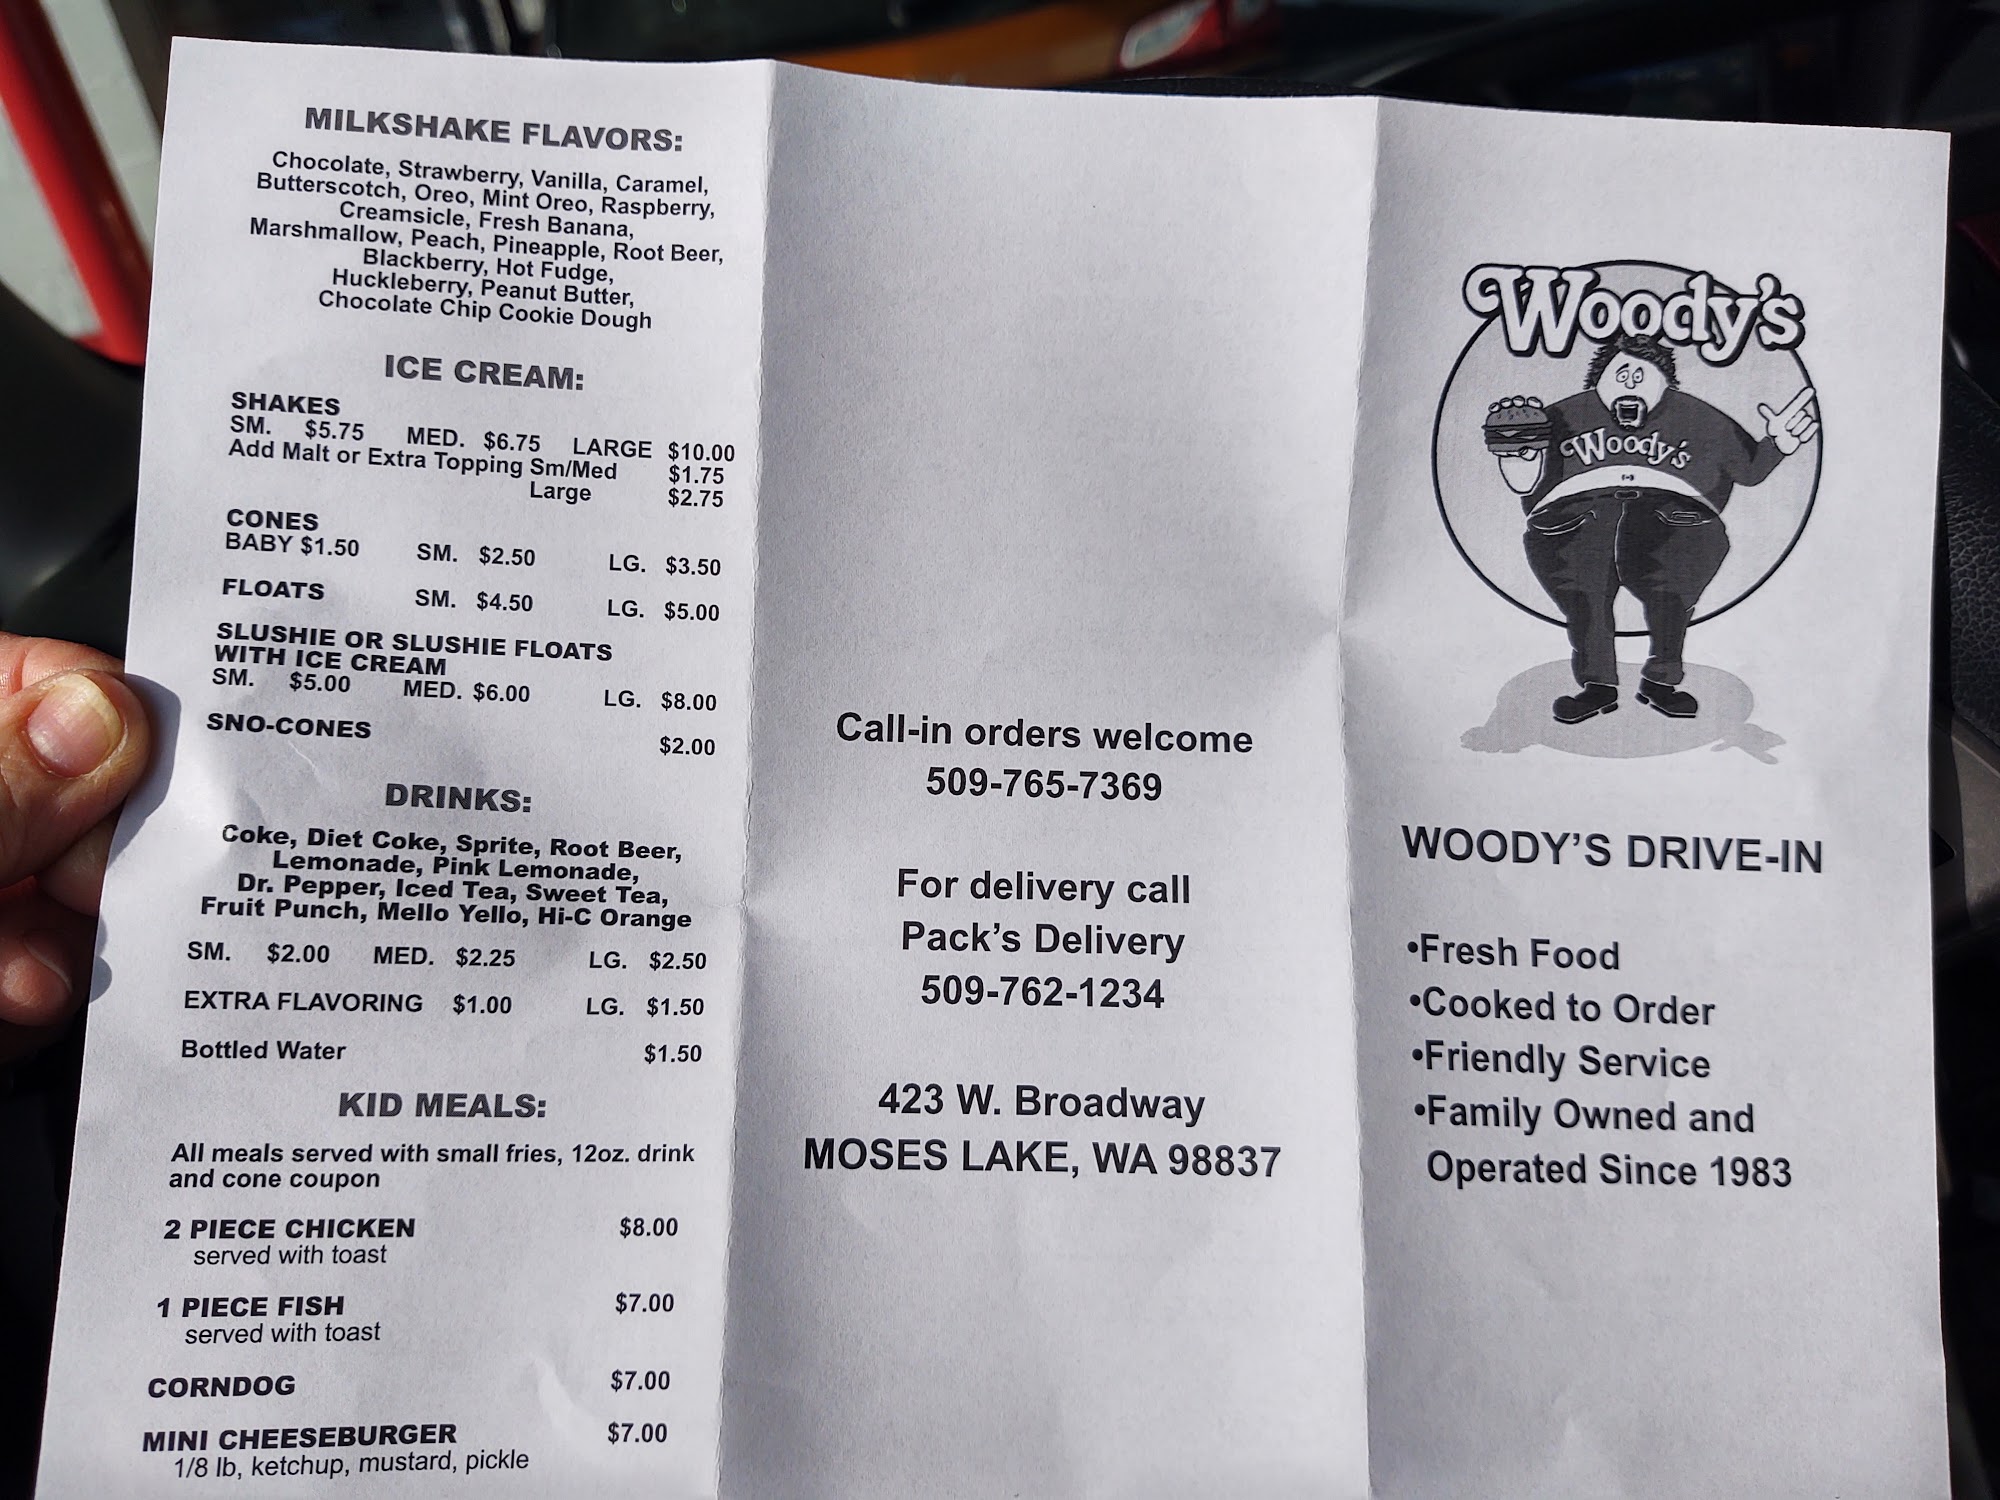 MILKSHAKE FLAVORS:
Chocolate, Strawberry, Vanilla, Caramel,
Butterscotch, Oreo, Mint Oreo, Raspberry,
Creamsicle, Fresh Banana,
Marshmallow, Peach, Pineapple, Root Beer,
Blackberry, Hot Fudge,
Huckleberry, Peanut Butter,
Chocolate Chip Cookie Dough
ICE CREAM:
SHAKES
SM. $5.75 MED. $6.75 LARGE $10.00
Add Malt or Extra Topping Sm/Med $1.75
Large $2.75
CONES
BABY $1.50 SM. $2.50 LG. $3.50
FLOATS SM. $4.50 LG. $5.00
SLUSHIE OR SLUSHIE FLOATS
WITH ICE CREAM
SM. $5.00 MED. $6.00 LG. $8.00
SNO-CONES $2.00
DRINKS:
Coke, Diet Coke, Sprite, Root Beer,
Lemonade, Pink Lemonade,
Dr. Pepper, Iced Tea, Sweet Tea,
Fruit Punch, Mello Yello, Hi-C Orange
SM. $2.00 MED. $2.25 LG. $2.50
EXTRA FLAVORING $1.00 LG. $1.50
Bottled Water $1.50
KID MEALS:
All meals served with small fries, 12oz. drink
and cone coupon
2 PIECE CHICKEN $8.00
served with toast
1 PIECE FISH $7.00
served with toast
CORNDOG $7.00
MINI CHEESEBURGER $7.00
1/8 lb, ketchup, mustard, pickle
Call-in orders welcome
509-765-7369
For delivery call
Pack's Delivery
509-762-1234
423 W. Broadway
MOSES LAKE, WA 98837
Woody's
Woody's
WOODY'S DRIVE-IN
•Fresh Food
•Cooked to Order
•Friendly Service
•Family Owned and
Operated Since 1983